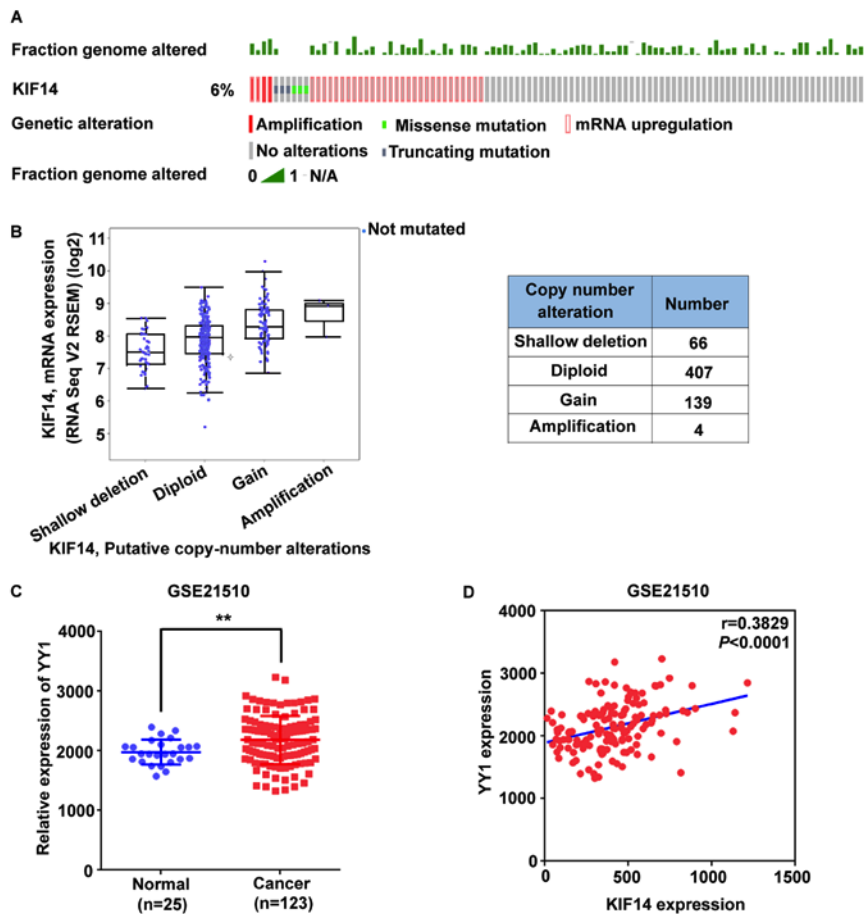 A
Fraction genome altered
KIF14 6%
Genetic alteration Amplification Missense mutation mRNA upregulation
No alterations Truncating mutation
Fraction genome altered 0 1 N/A
B
Not mutated
KIF14, mRNA expression
(RNA Seq V2 RSEM) (log2)
11
10
9
8
7
6
5
Shallow deletion
Diploid
Gain
Amplification
KIF14, Putative copy-number alterations
Copy number
alteration
Number
Shallow deletion 66
Diploid 407
Gain 139
Amplification 4
C
GSE21510
**
Relative expression of YY1
4000
3000
2000
1000
0
Normal
(n=25)
Cancer
(n=123)
D
GSE21510
r=0.3829
P<0.0001
YY1 expression
4000
3000
2000
1000
0
0 500 1000 1500
KIF14 expression